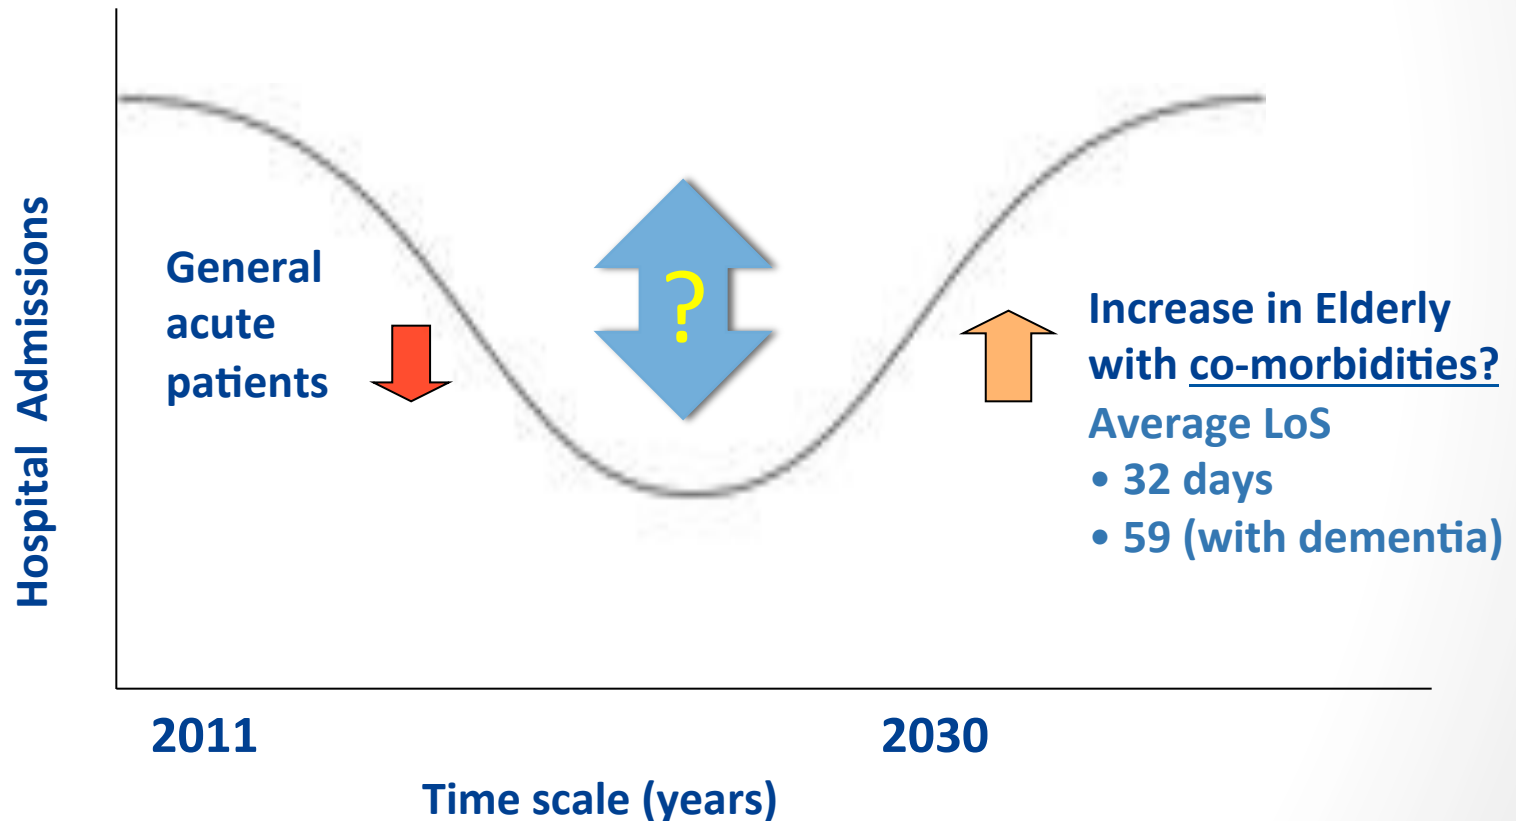 Hospital Admissions
General
acute
patients
?
Increase in Elderly
with co-morbidities?
Average LoS
• 32 days
• 59 (with dementia)
2011
2030
Time scale (years)